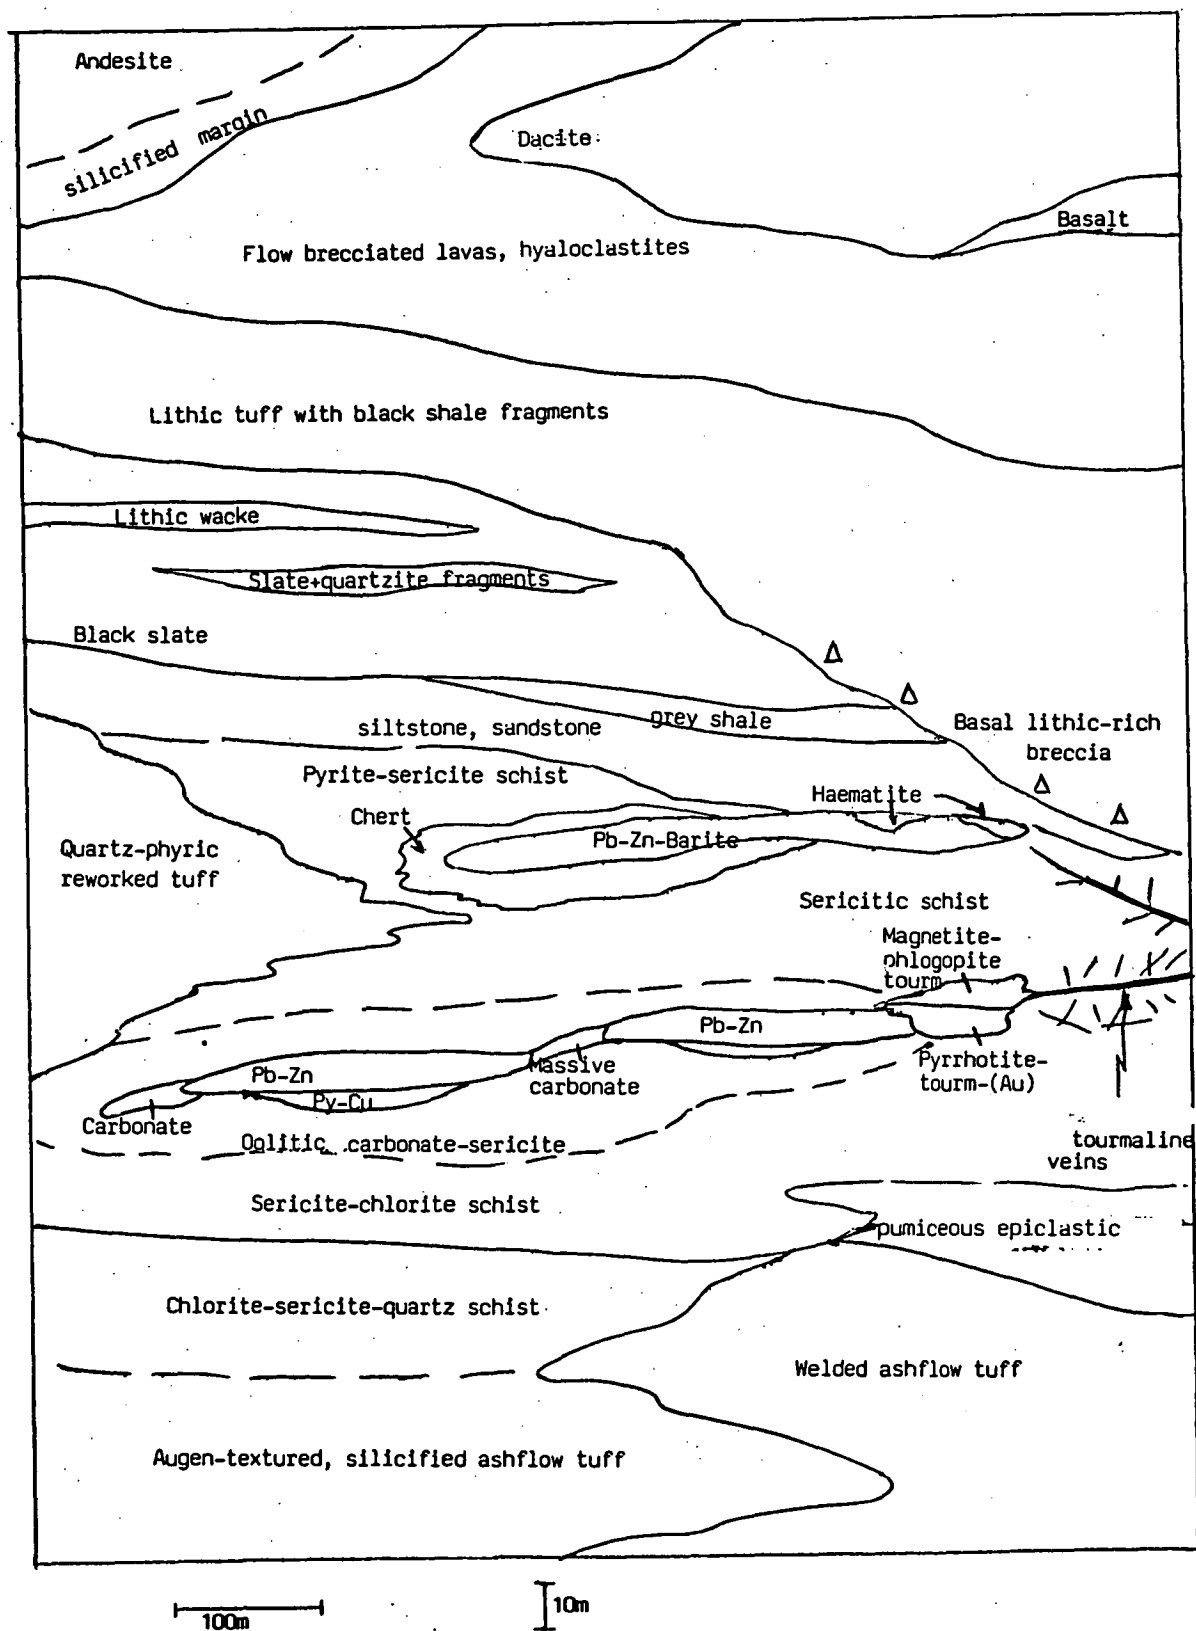 Andesite
silicified margin
Dacite
Basalt
Flow brecciated lavas, hyaloclastites
Lithic tuff with black shale fragments
Lithic wacke
Slate+quartzite fragments
Black slate
grey shale
siltstone, sandstone
Basal lithic-rich
breccia
Pyrite-sericite schist
Haematite
Chert
Pb-Zn-Barite
Quartz-phyric
reworked tuff
Sericitic schist
Magnetite-
phlogopite
tourm
Pb-Zn
Massive
carbonate
Pyrrhotite-
tourm-(Au)
Pb-Zn
Py-Cu
Carbonate
Oolitic carbonate-sericite
tourmaline
veins
Sericite-chlorite schist
pumiceous epiclastic
Chlorite-sericite-quartz schist
Welded ashflow tuff
Augen-textured, silicified ashflow tuff
100m
10m